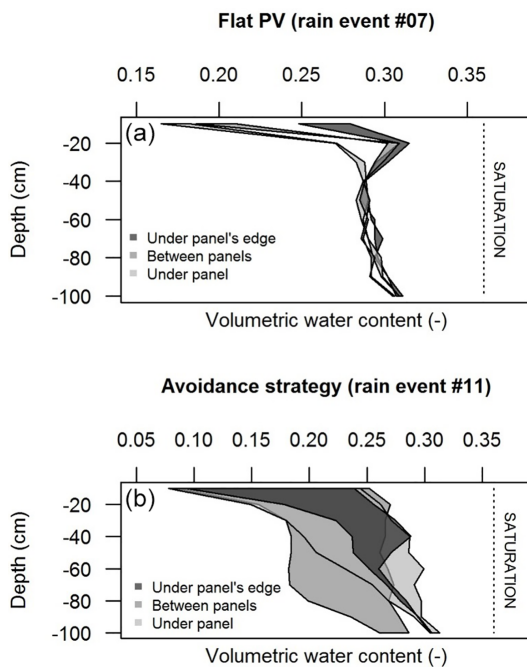 Flat PV (rain event #07)
0.15 0.20 0.25 0.30 0.35
(a)
-20
-40
-60
-80
-100
Depth (cm)
SATURATION
Under panel's edge
Between panels
Under panel
Volumetric water content (-)
Avoidance strategy (rain event #11)
0.05 0.10 0.15 0.20 0.25 0.30 0.35
(b)
-20
-40
-60
-80
-100
Depth (cm)
SATURATION
Under panel's edge
Between panels
Under panel
Volumetric water content (-)